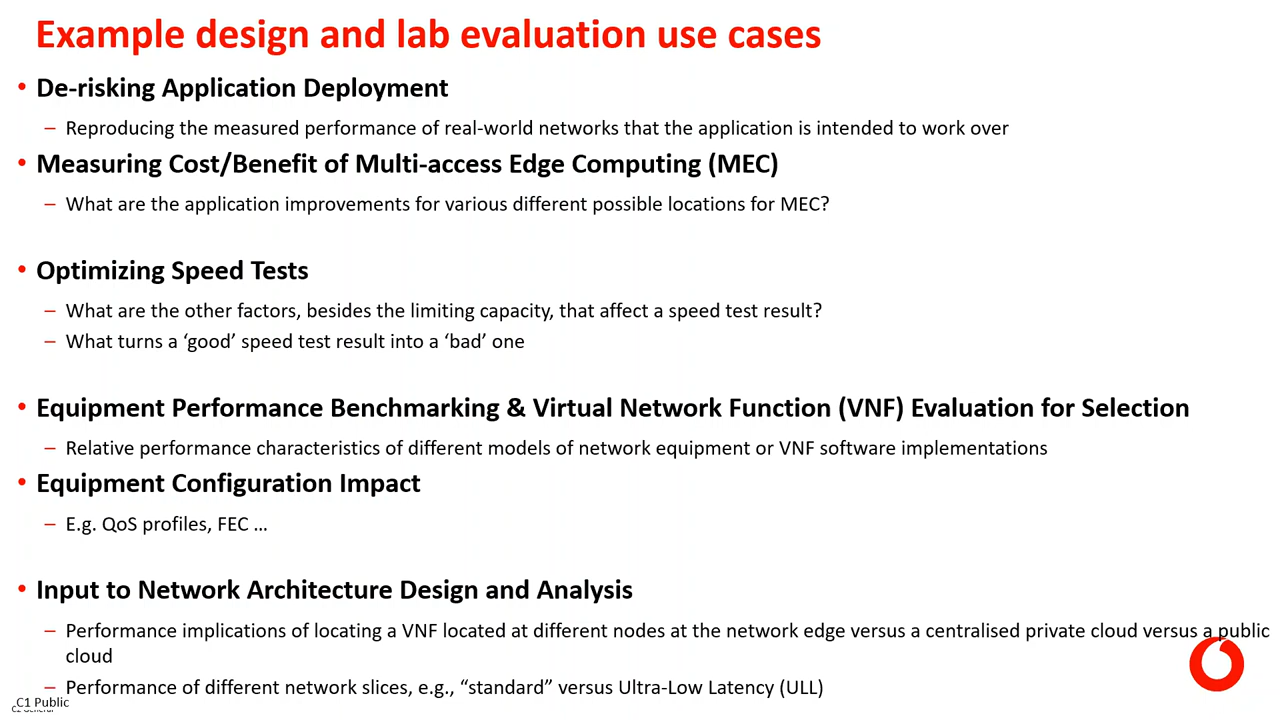 Example design and lab evaluation use cases
• De-risking Application Deployment
– Reproducing the measured performance of real-world networks that the application is intended to work over
• Measuring Cost/Benefit of Multi-access Edge Computing (MEC)
– What are the application improvements for various different possible locations for MEC?
• Optimizing Speed Tests
– What are the other factors, besides the limiting capacity, that affect a speed test result?
– What turns a ‘good’ speed test result into a ‘bad’ one
• Equipment Performance Benchmarking & Virtual Network Function (VNF) Evaluation for Selection
– Relative performance characteristics of different models of network equipment or VNF software implementations
• Equipment Configuration Impact
– E.g. QoS profiles, FEC ...
• Input to Network Architecture Design and Analysis
– Performance implications of locating a VNF located at different nodes at the network edge versus a centralised private cloud versus a public
cloud
– Performance of different network slices, e.g., “standard” versus Ultra-Low Latency (ULL)
C1 Public